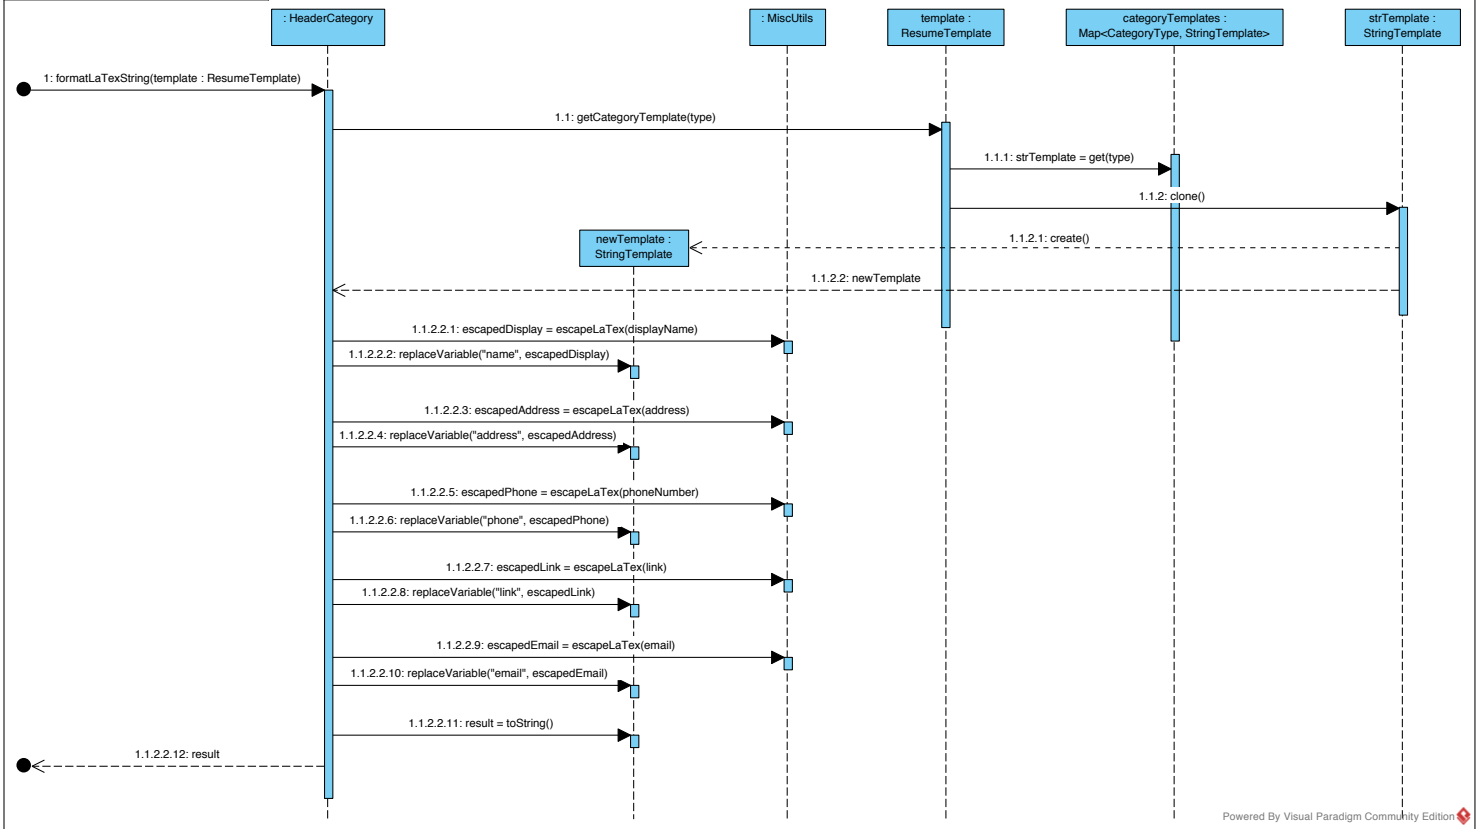 : HeaderCategory
: MiscUtils
template :
ResumeTemplate
categoryTemplates :
Map<CategoryType, StringTemplate>
strTemplate :
StringTemplate
1: formatLaTexString(template : ResumeTemplate)
1.1: getCategoryTemplate(type)
1.1.1: strTemplate = get(type)
1.1.2: clone()
newTemplate :
StringTemplate
1.1.2.1: create()
1.1.2.2: newTemplate
1.1.2.2.1: escapedDisplay = escapeLaTex(displayName)
1.1.2.2.2: replaceVariable("name", escapedDisplay)
1.1.2.2.3: escapedAddress = escapeLaTex(address)
1.1.2.2.4: replaceVariable("address", escapedAddress)
1.1.2.2.5: escapedPhone = escapeLaTex(phoneNumber)
1.1.2.2.6: replaceVariable("phone", escapedPhone)
1.1.2.2.7: escapedLink = escapeLaTex(link)
1.1.2.2.8: replaceVariable("link", escapedLink)
1.1.2.2.9: escapedEmail = escapeLaTex(email)
1.1.2.2.10: replaceVariable("email", escapedEmail)
1.1.2.2.11: result = toString()
1.1.2.2.12: result
Powered By Visual Paradigm Community Edition